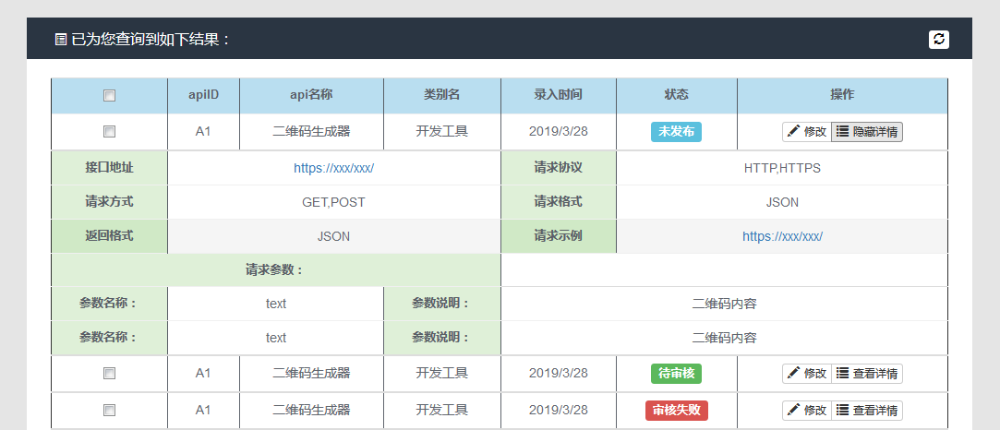 已为您查询到如下结果：
apiID api名称 类别名 录入时间 状态 操作
A1 二维码生成器 开发工具 2019/3/28 未发布 修改 隐藏详情
接口地址 https://xxx/xxx/ 请求协议 HTTP,HTTPS
请求方式 GET,POST 请求格式 JSON
返回格式 JSON 请求示例 https://xxx/xxx/
请求参数：
参数名称： text 参数说明： 二维码内容
参数名称： text 参数说明： 二维码内容
A1 二维码生成器 开发工具 2019/3/28 待审核 修改 查看详情
A1 二维码生成器 开发工具 2019/3/28 审核失败 修改 查看详情